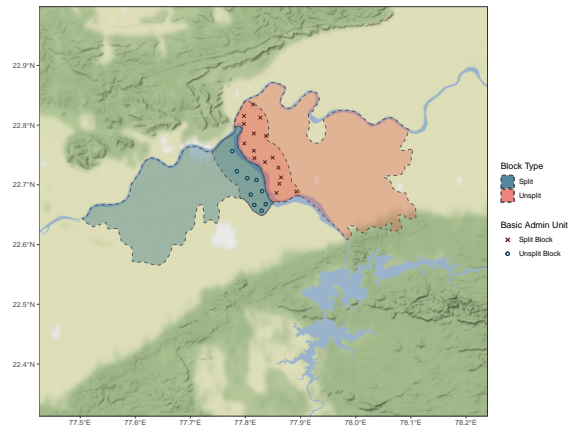 22.9°N
22.8°N
22.7°N
22.6°N
22.5°N
22.4°N
77.5°E 77.6°E 77.7°E 77.8°E 77.9°E 78.0°E 78.1°E 78.2°E
Block Type
Split
Unsplit
Basic Admin Unit
Split Block
Unsplit Block